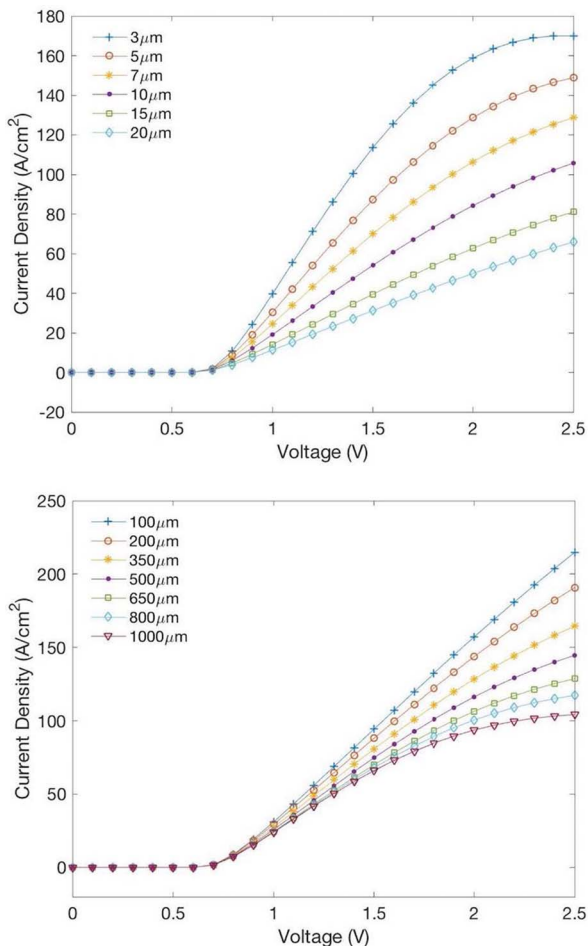 180
160
140
120
100
80
60
40
20
0
-20
Current Density (A/cm²)
3μm
5μm
7μm
10μm
15μm
20μm
0 0.5 1 1.5 2 2.5
Voltage (V)
250
200
150
100
50
0
Current Density (A/cm²)
100μm
200μm
350μm
500μm
650μm
800μm
1000μm
0 0.5 1 1.5 2 2.5
Voltage (V)